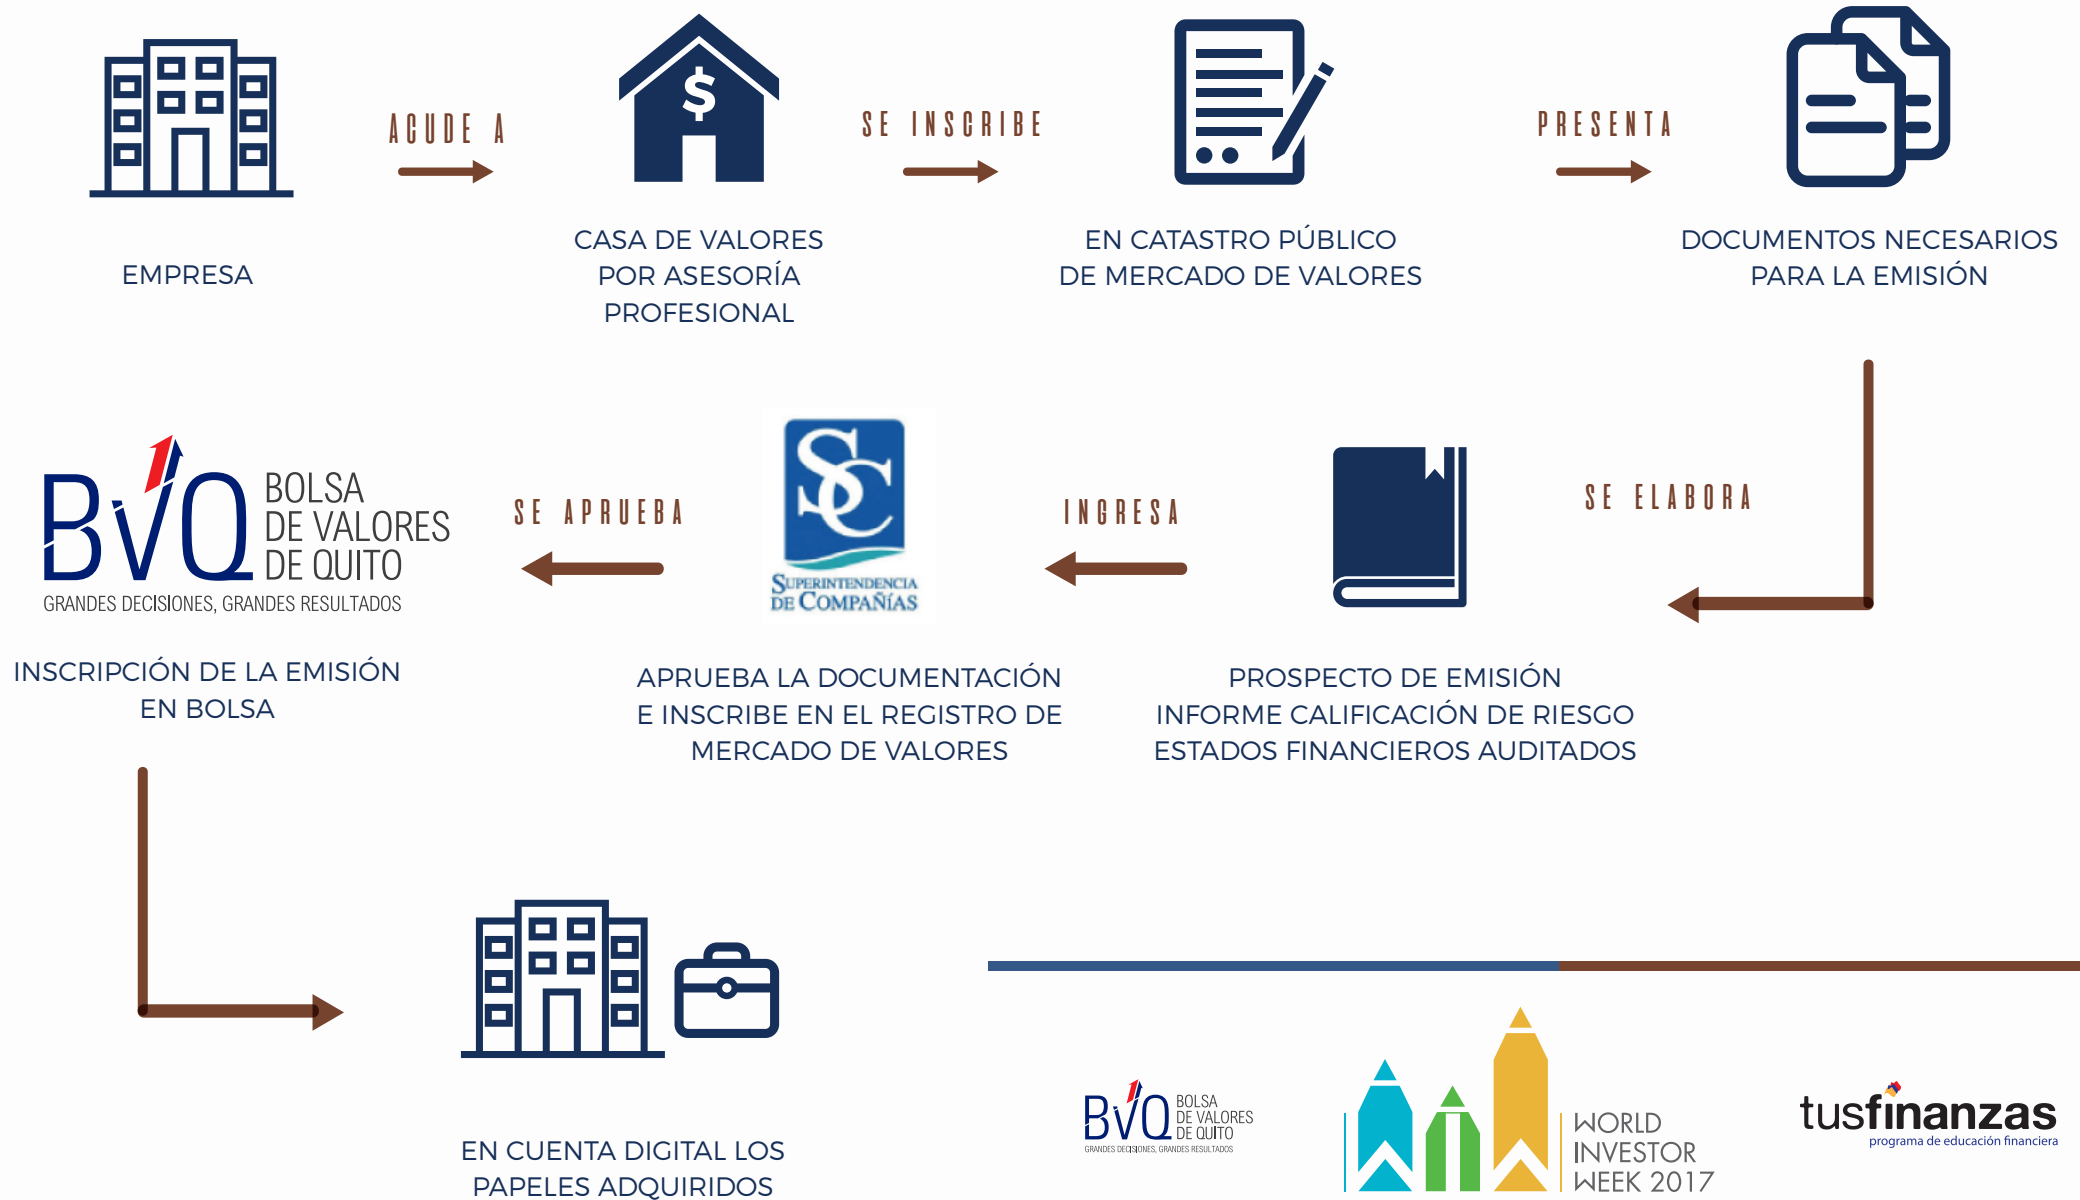 ACUDE A
SE INSCRIBE
PRESENTA
$
EMPRESA
CASA DE VALORES
POR ASESORÍA
PROFESIONAL
EN CATASTRO PÚBLICO
DE MERCADO DE VALORES
DOCUMENTOS NECESARIOS
PARA LA EMISIÓN
SE ELABORA
PROSPECTO DE EMISIÓN
INFORME CALIFICACIÓN DE RIESGO
ESTADOS FINANCIEROS AUDITADOS
INGRESA
SC
SUPERINTENDENCIA
DE COMPAÑÍAS
APRUEBA LA DOCUMENTACIÓN
E INSCRIBE EN EL REGISTRO DE
MERCADO DE VALORES
SE APRUEBA
BVQ
BOLSA
DE VALORES
DE QUITO
GRANDES DECISIONES, GRANDES RESULTADOS
INSCRIPCIÓN DE LA EMISIÓN
EN BOLSA
EN CUENTA DIGITAL LOS
PAPELES ADQUIRIDOS
BVQ
BOLSA
DE VALORES
DE QUITO
GRANDES DECISIONES, GRANDES RESULTADOS
WORLD
INVESTOR
WEEK 2017
tusfinanzas
programa de educación financiera